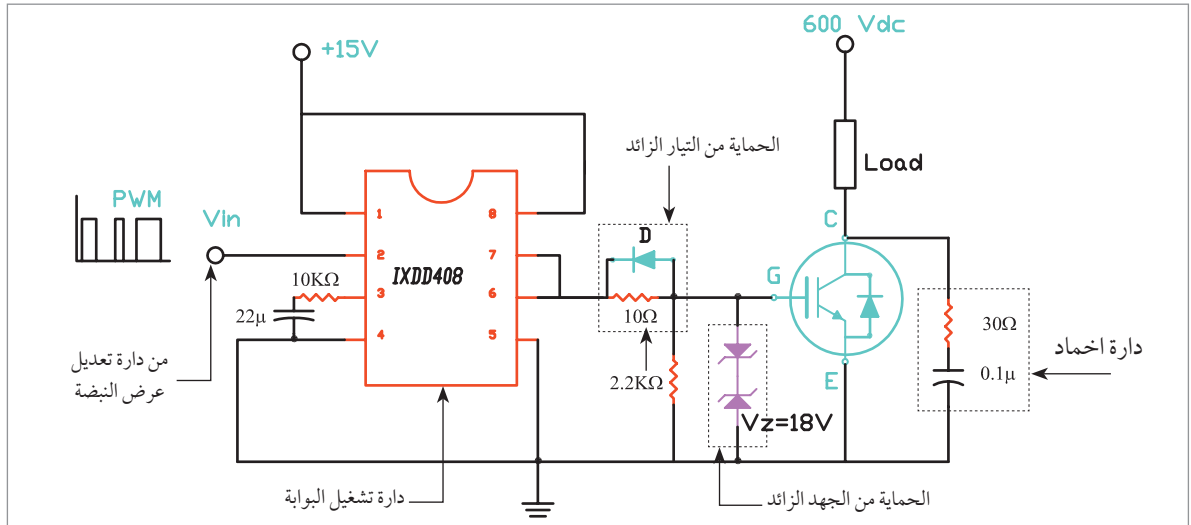 600 Vdc
+15V
الحماية من التيار الزائد
Load
PWM
Vin
C
D
1
8
2
7
IXDD408
G
10KΩ
3
6
22μ
10Ω
30Ω
دارة اخماد
4
5
من دارة تعديل
عرض النبضة
2.2KΩ
E
0.1μ
Vz=18V
دارة تشغيل البوابة
الحماية من الجهد الزائد